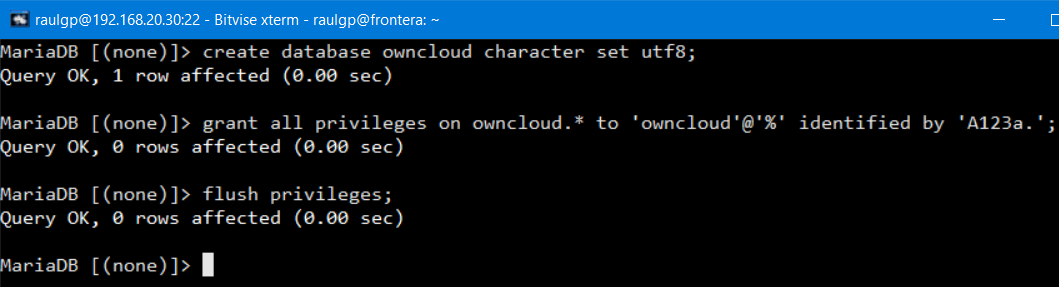 raulgp@192.168.20.30:22 - Bitvise xterm - raulgp@frontera: ~
MariaDB [(none)]> create database owncloud character set utf8;
Query OK, 1 row affected (0.00 sec)
MariaDB [(none)]> grant all privileges on owncloud.* to 'owncloud'@'%' identified by 'A123a.';
Query OK, 0 rows affected (0.00 sec)
MariaDB [(none)]> flush privileges;
Query OK, 0 rows affected (0.00 sec)
MariaDB [(none)]>